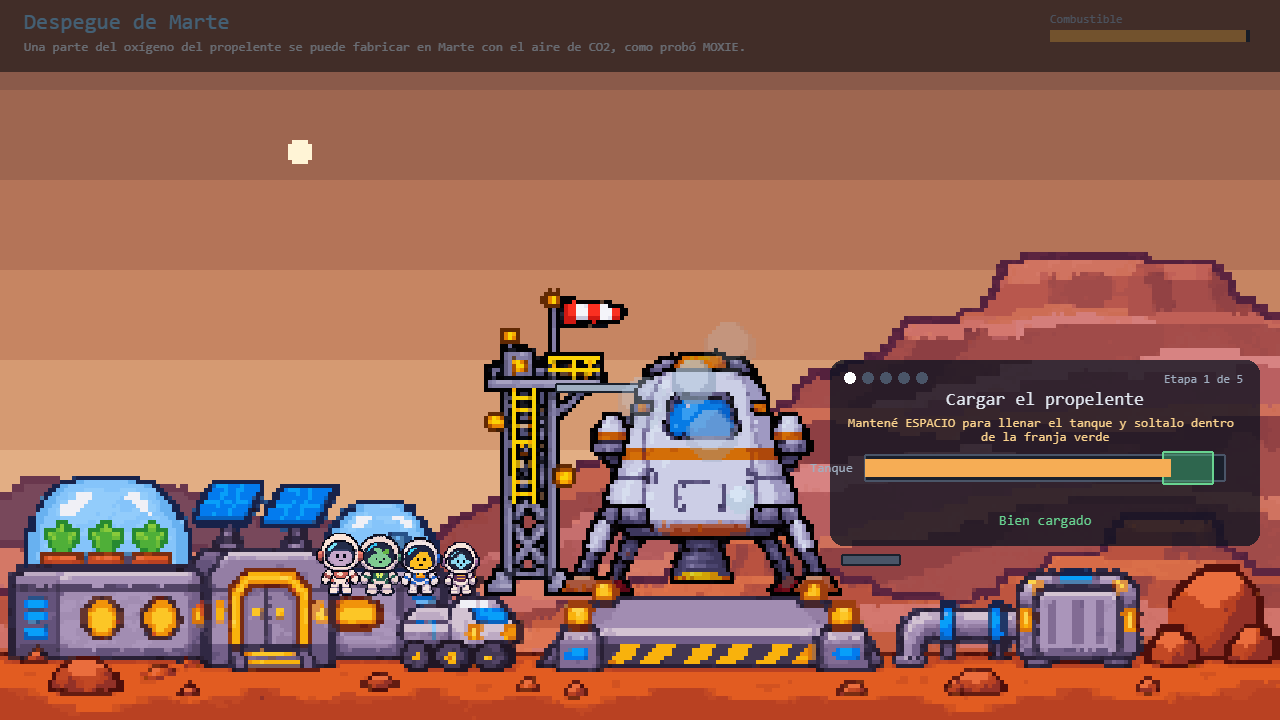 Despegue de Marte
Una parte del oxígeno del propelente se puede fabricar en Marte con el aire de CO2, como probó MOXIE.
Combustible
Etapa 1 de 5
Cargar el propelente
Mantené ESPACIO para llenar el tanque y soltalo dentro
de la franja verde
Tanque
Bien cargado